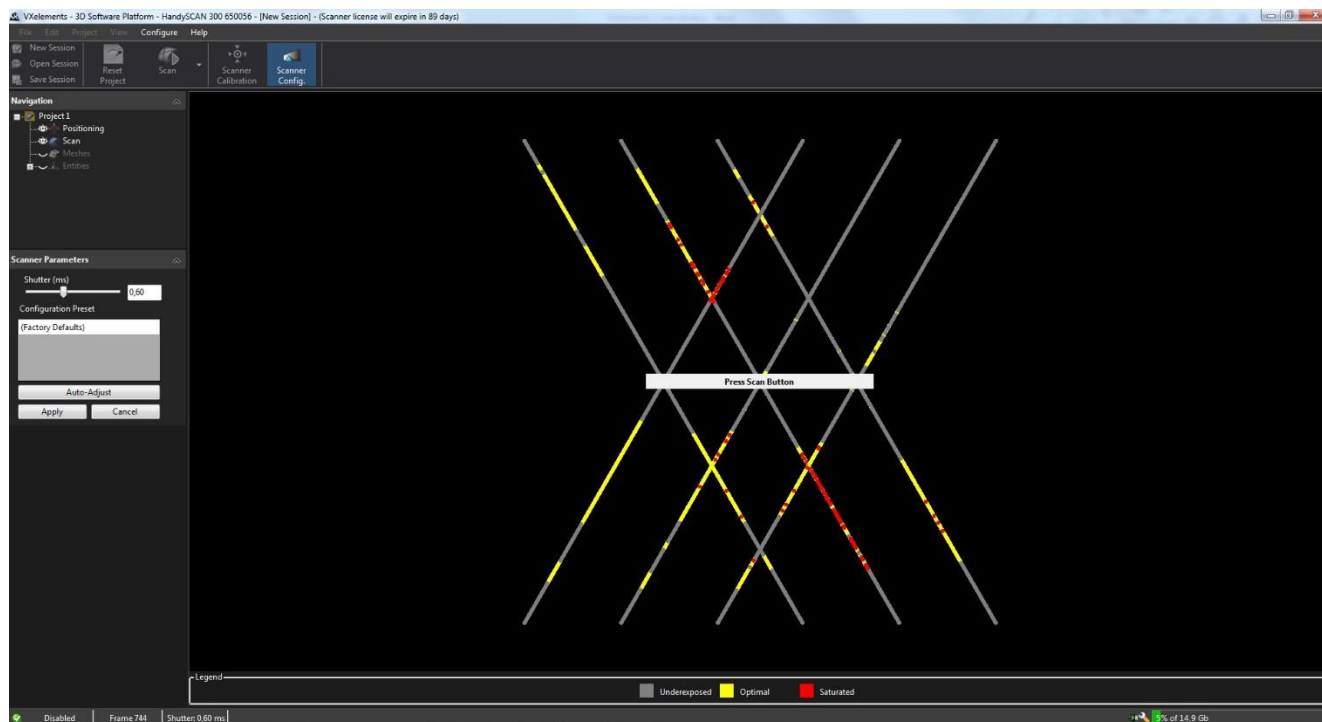 VXelements - 3D Software Platform - HandySCAN 300 650056 - [New Session] - (Scanner license will expire in 89 days)
File Edit Project View Configure Help
New Session
Open Session
Save Session
Reset Project
Scan
Scanner Calibration
Scanner Config.
Navigation
Project 1
Positioning
Scan
Meshes
Entities
Scanner Parameters
Shutter (ms)
0,60
Configuration Preset
(Factory Defaults)
Auto-Adjust
Apply Cancel
Press Scan Button
Legend
Underexposed Optimal Saturated
Disabled Frame 744 Shutter: 0,60 ms 5% of 14,9 Gb